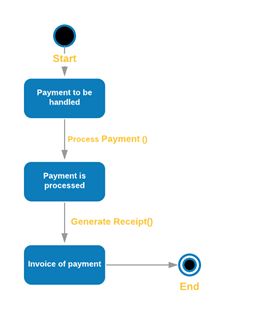 Start
Payment to be
handled
Process Payment ()
Payment is
processed
Generate Receipt()
Invoice of payment
End